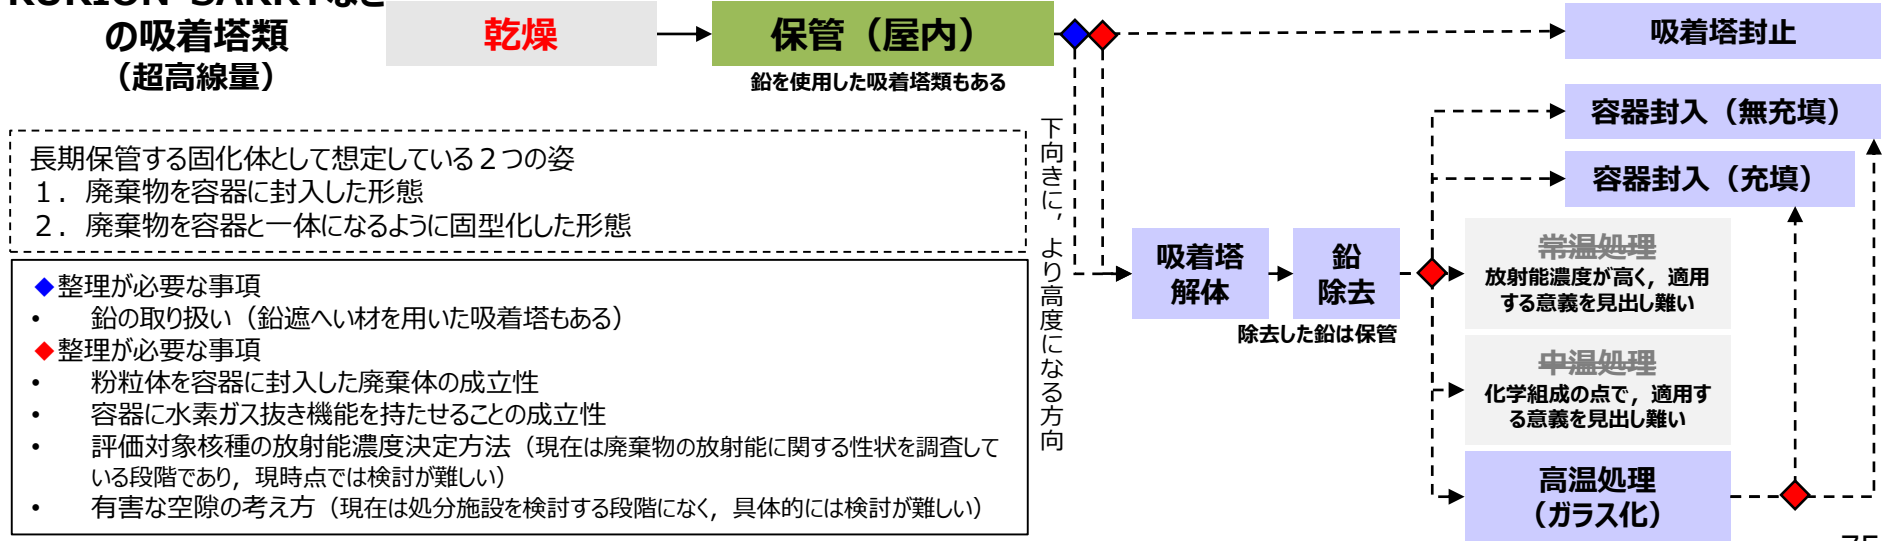 の吸着塔類
（超高線量）
乾燥
保管（屋内）
鉛を使用した吸着塔類もある
吸着塔封止
容器封入（無充填）
容器封入（充填）
長期保管する固化体として想定している２つの姿
１．廃棄物を容器に封入した形態
２．廃棄物を容器と一体になるように固型化した形態
下向きに，より高度になる方向
吸着塔
解体
鉛
除去
除去した鉛は保管
常温処理
放射能濃度が高く，適用
する意義を見出し難い
中温処理
化学組成の点で，適用す
る意義を見出し難い
高温処理
（ガラス化）
◆整理が必要な事項
• 鉛の取り扱い（鉛遮へい材を用いた吸着塔もある）
◆整理が必要な事項
• 粉粒体を容器に封入した廃棄体の成立性
• 容器に水素ガス抜き機能を持たせることの成立性
• 評価対象核種の放射能濃度決定方法（現在は廃棄物の放射能に関する性状を調査して
いる段階であり，現時点では検討が難しい）
• 有害な空隙の考え方（現在は処分施設を検討する段階になく，具体的には検討が難しい）